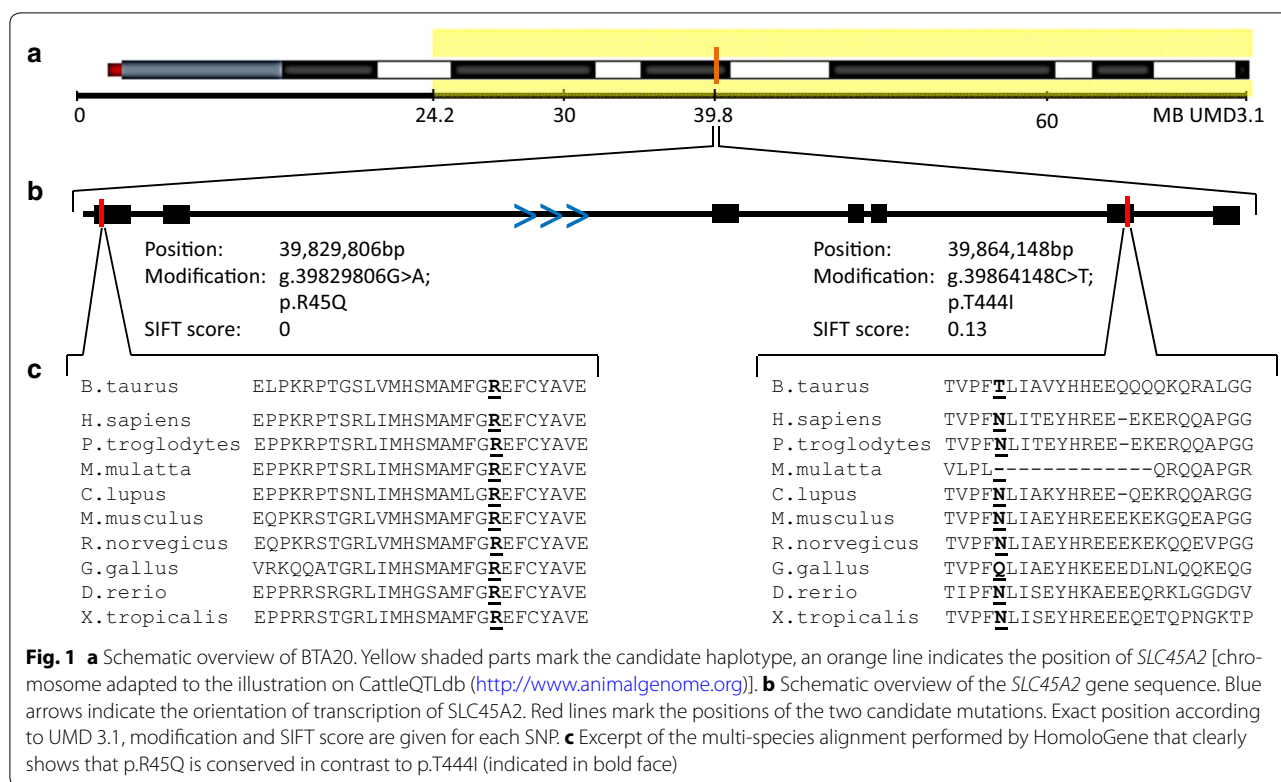 a
0 24.2 30 39.8 60 MB UMD3.1
b
Position: 39,829,806bp
Modification: g.39829806G>A;
p.R45Q
SIFT score: 0
Position: 39,864,148bp
Modification: g.39864148C>T;
p.T444I
SIFT score: 0.13
c
B.taurus ELPKRPTGSLVMHSMAMFGREFCYAVE
H.sapiens EPPKRPTSRLIMHSMAMFGREFCYAVE
P.troglodytes EPPKRPTSRLIMHSMAMFGREFCYAVE
M.mulatta EPPKRPTSRLIMHSMAMFGREFCYAVE
C.lupus EPPKRPTSNLIMHSMAMLGREFCYAVE
M.musculus EQPKRSTGRLVMHSMAMFGREFCYAVE
R.norvegicus EQPKRSTGRLVMHSMAMFGREFCYAVE
G.gallus VRKQQATGRLIMHSMAMFGREFCYAVE
D.rerio EPPRRSRGRLIMHGSAMFGREFCYAVE
X.tropicalis EPPRRSTGRLIMHSMAMFGREFCYAVE
B.taurus TVPFTLIAVYHHEEQQQKQRALGG
H.sapiens TVPFNLITEYHREE-EKERQQAPGG
P.troglodytes TVPFNLITEYHREE-EKERQQAPGG
M.mulatta VLPL--------------QRQQAPGR
C.lupus TVPFNLIAKYHREE-QEKRQQARGG
M.musculus TVPFNLIAEYHREEEKEKGQEAPGG
R.norvegicus TVPFNLIAEYHREEEKEKQQEVPGG
G.gallus TVPFQLIAEYHKEEEDLNLQQKEQG
D.rerio TIPFNLISEYHKAEEEQRKLGGDGV
X.tropicalis TVPFNLISEYHREEEQETQPNGKTP
Fig. 1 a Schematic overview of BTA20. Yellow shaded parts mark the candidate haplotype, an orange line indicates the position of SLC45A2 [chro-
mosome adapted to the illustration on CattleQTLdb (http://www.animalgenome.org)]. b Schematic overview of the SLC45A2 gene sequence. Blue
arrows indicate the orientation of transcription of SLC45A2. Red lines mark the positions of the two candidate mutations. Exact position according
to UMD 3.1, modification and SIFT score are given for each SNP. c Excerpt of the multi-species alignment performed by HomoloGene that clearly
shows that p.R45Q is conserved in contrast to p.T444I (indicated in bold face)